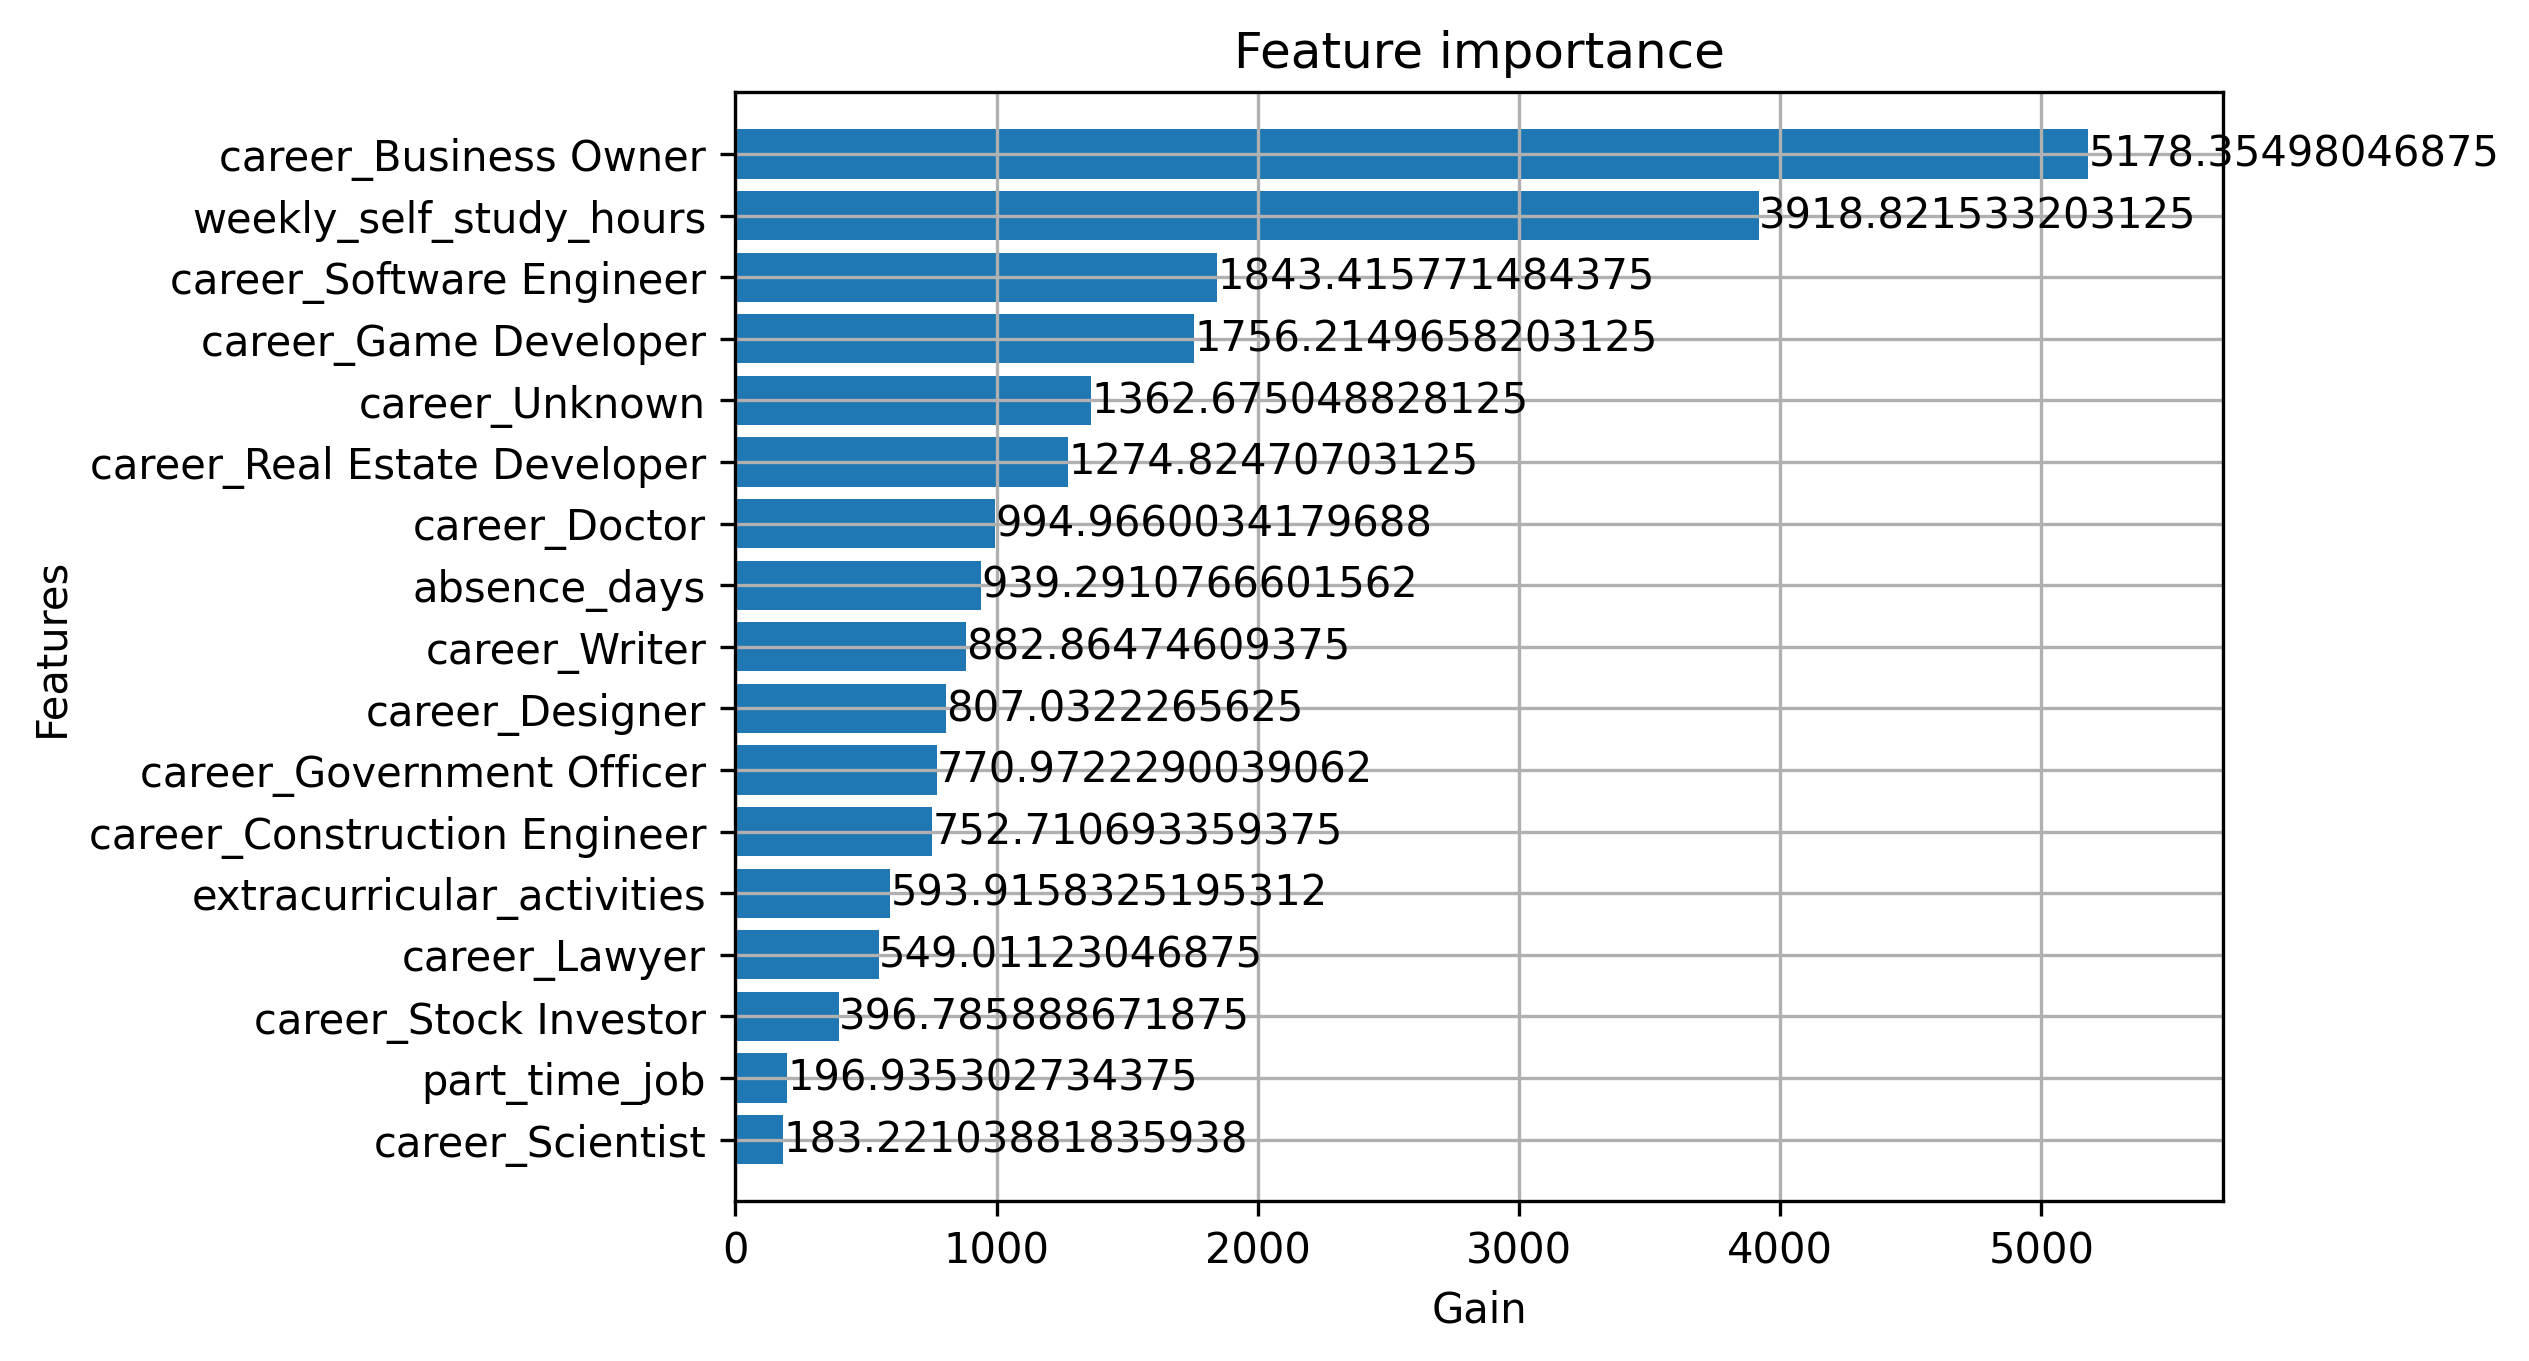 Feature importance
career_Business Owner 5178.35498046875
weekly_self_study_hours 3918.821533203125
career_Software Engineer 1843.415771484375
career_Game Developer 1756.2149658203125
career_Unknown 1362.675048828125
career_Real Estate Developer 1274.82470703125
career_Doctor 994.9660034179688
absence_days 939.2910766601562
career_Writer 882.86474609375
career_Designer 807.0322265625
career_Government Officer 770.9722290039062
career_Construction Engineer 752.710693359375
extracurricular_activities 593.9158325195312
career_Lawyer 549.01123046875
career_Stock Investor 396.785888671875
part_time_job 196.935302734375
career_Scientist 183.22103881835938
Features
0 1000 2000 3000 4000 5000
Gain